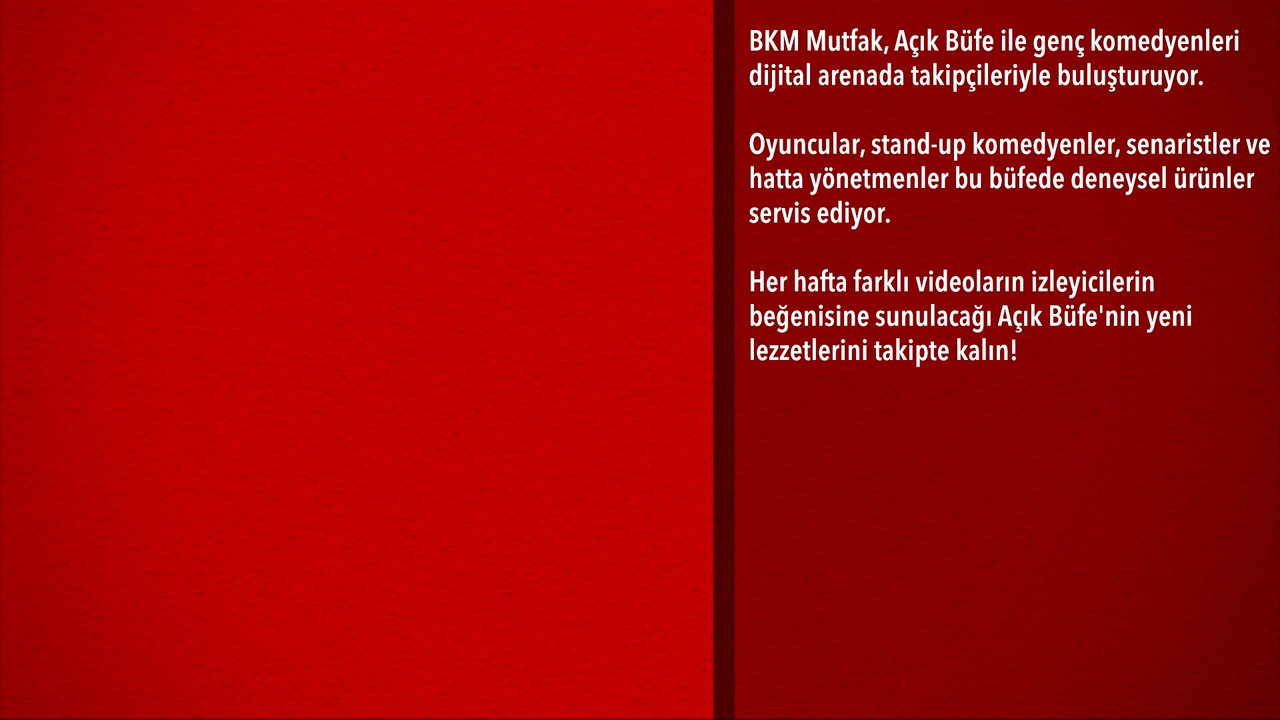 BKM Mutfak, Açık Büfe ile genç komedyenleri
dijital arenada takipçileriyle buluşturuyor.
Oyuncular, stand-up komedyenler, senaristler ve
hatta yönetmenler bu büfede deneysel ürünler
servis ediyor.
Her hafta farklı videoların izleyicilerin
beğenisine sunulacağı Açık Büfe'nin yeni
lezzetlerini takipte kalın!